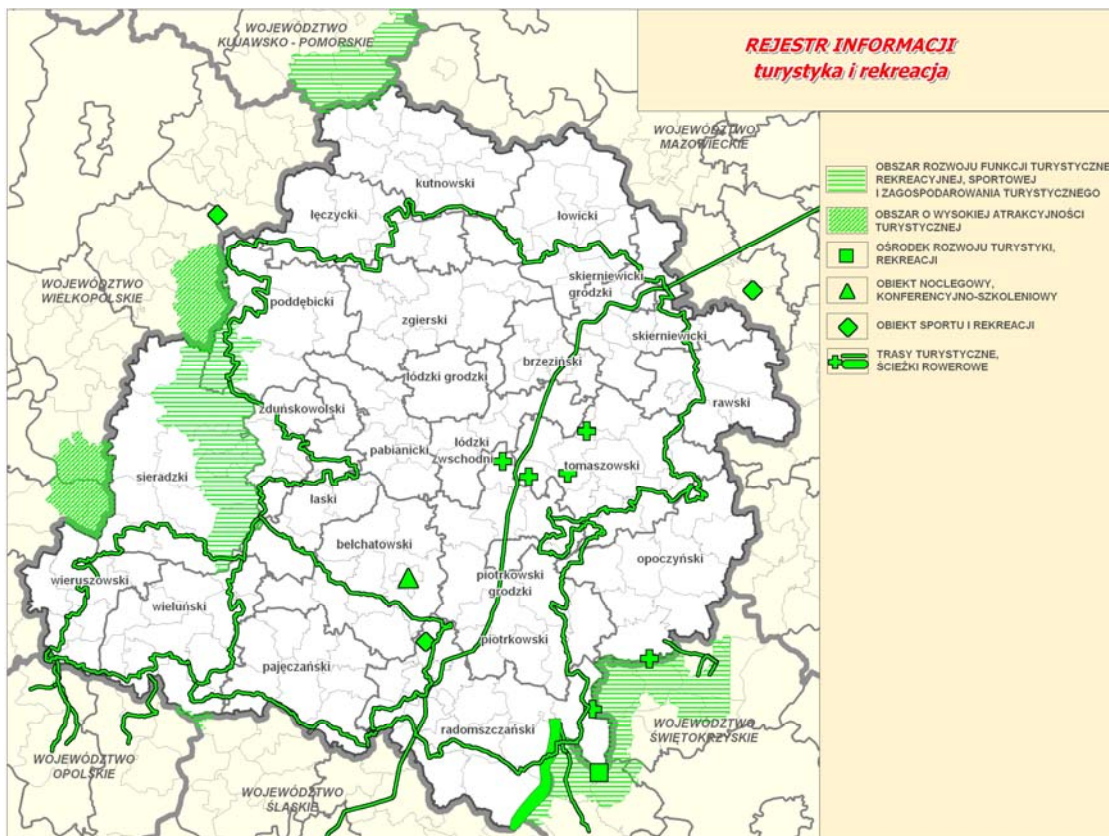 REJESTR INFORMACJI
turystyka i rekreacja
WOJEWÓDZTWO
KUJAWSKO - POMORSKIE
WOJEWÓDZTWO
MAZOWIECKIE
kutnowski
łęczycki
łowicki
WOJEWÓDZTWO
WIELKOPOLSKIE
poddębicki
skierniewicki
grodzki
zgierski
skierniewicki
brzeziński
łódzki grodzki
rawski
zduńskowolski
pabianicki
łódzki
wschodni
tomaszowski
sieradzki
łaski
bełchatowski
opoczyński
wieruszowski
piotrkowski
grodzki
wieluński
piotrkowski
pajęczański
radomszczański
WOJEWÓDZTWO
ŚWIĘTOKRZYSKIE
WOJEWÓDZTWO
OPOLSKIE
WOJEWÓDZTWO
ŚLĄSKIE
OBSZAR ROZWOJU FUNKCJI TURYSTYCZNE
REKREACYJNEJ, SPORTOWEJ
I ZAGOSPODAROWANIA TURYSTYCZNEGO
OBSZAR O WYSOKIEJ ATRAKCYJNOŚCI
TURYSTYCZNEJ
OŚRODEK ROZWOJU TURYSTYKI,
REKREACJI
OBIEKT NOCLEGOWY,
KONFERENCYJNO-SZKOLENIOWY
OBIEKT SPORTU I REKREACJI
TRASY TURYSTYCZNE,
ŚCIEŻKI ROWEROWE